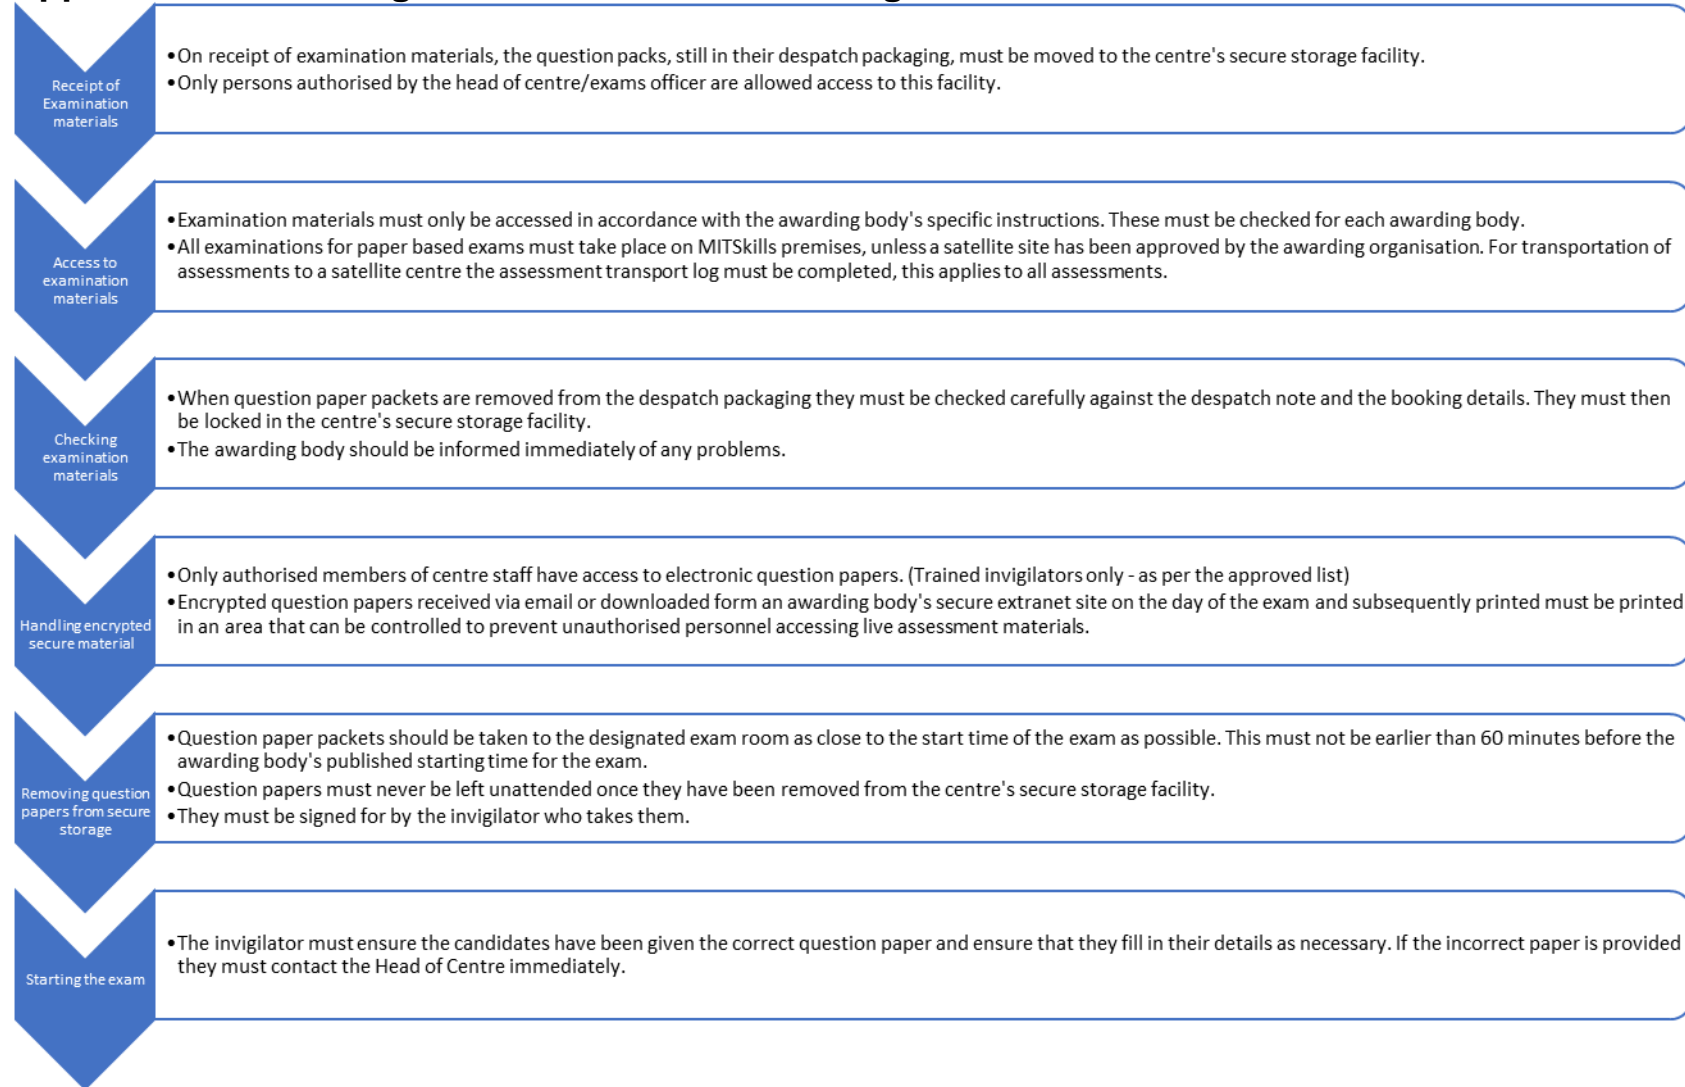 Receipt of
Examination
materials
•On receipt of examination materials, the question packs, still in their despatch packaging, must be moved to the centre's secure storage facility.
•Only persons authorised by the head of centre/exams officer are allowed access to this facility.
Access to
examination
materials
•Examination materials must only be accessed in accordance with the awarding body's specific instructions. These must be checked for each awarding body.
•All examinations for paper based exams must take place on MITSkills premises, unless a satellite site has been approved by the awarding organisation. For transportation of
assessments to a satellite centre the assessment transport log must be completed, this applies to all assessments.
Checking
examination
materials
•When question paper packets are removed from the despatch packaging they must be checked carefully against the despatch note and the booking details. They must then
be locked in the centre's secure storage facility.
•The awarding body should be informed immediately of any problems.
Handling encrypted
secure material
•Only authorised members of centre staff have access to electronic question papers. (Trained invigilators only - as per the approved list)
•Encrypted question papers received via email or downloaded form an awarding body's secure extranet site on the day of the exam and subsequently printed must be printed
in an area that can be controlled to prevent unauthorised personnel accessing live assessment materials.
Removing question
papers from secure
storage
•Question paper packets should be taken to the designated exam room as close to the start time of the exam as possible. This must not be earlier than 60 minutes before the
awarding body's published starting time for the exam.
•Question papers must never be left unattended once they have been removed from the centre's secure storage facility.
•They must be signed for by the invigilator who takes them.
Starting the exam
•The invigilator must ensure the candidates have been given the correct question paper and ensure that they fill in their details as necessary. If the incorrect paper is provided
they must contact the Head of Centre immediately.